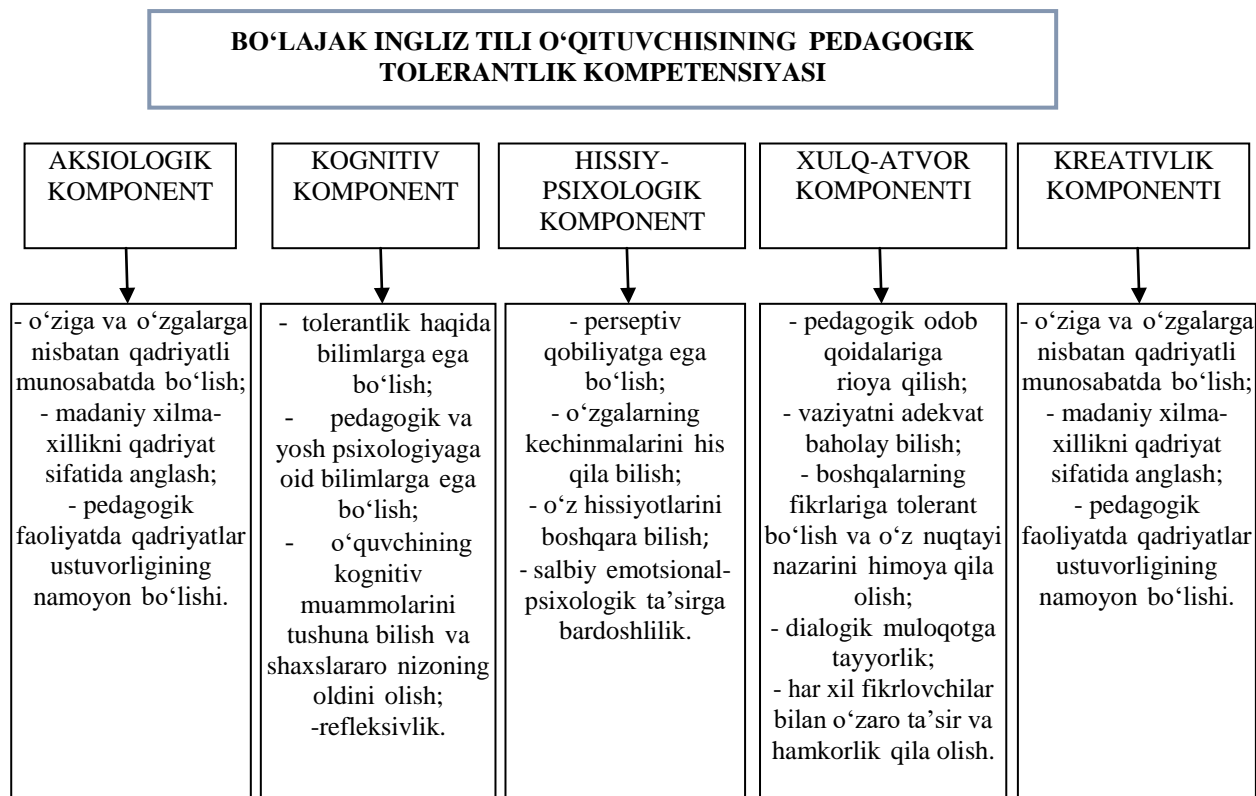 BO‘LAJAK INGLIZ TILI O‘QITUVCHISINING PEDAGOGIK
TOLERANTLIK KOMPETENSIYASI
AKSIOLOGIK
KOMPONENT
KOGNITIV
KOMPONENT
HISSIY-
PSIXOLOGIK
KOMPONENT
XULQ-ATVOR
KOMPONENTI
KREATIVLIK
KOMPONENTI
- o‘ziga va o‘zgalarga
nisbatan qadriyatli
munosabatda bo‘lish;
- madaniy xilma-
xillikni qadriyat
sifatida anglash;
- pedagogik
faoliyatda qadriyatlar
ustuvorligining
namoyon bo‘lishi.
- tolerantlik haqida
bilimlarga ega
bo‘lish;
- pedagogik va
yosh psixologiyaga
oid bilimlarga ega
bo‘lish;
- o‘quvchining
kognitiv
muammolarini
tushuna bilish va
shaxslararo nizoning
oldini olish;
-refleksivlik.
- perseptiv
qobiliyatga ega
bo‘lish;
- o‘zgalarning
kechinmalarini his
qila bilish;
- o‘z hissiyotlarini
boshqara bilish;
- salbiy emotsional-
psixologik ta’sirga
bardoshlilik.
- pedagogik odob
qoidalariga
rioya qilish;
- vaziyatni adekvat
baholay bilish;
- boshqalarning
fikrlariga tolerant
bo‘lish va o‘z nuqtayi
nazarini himoya qila
olish;
- dialogik muloqotga
tayyorlik;
- har xil fikrlovchilar
bilan o‘zaro ta’sir va
hamkorlik qila olish.
- o‘ziga va o‘zgalarga
nisbatan qadriyatli
munosabatda bo‘lish;
- madaniy xilma-
xillikni qadriyat
sifatida anglash;
- pedagogik
faoliyatda qadriyatlar
ustuvorligining
namoyon bo‘lishi.